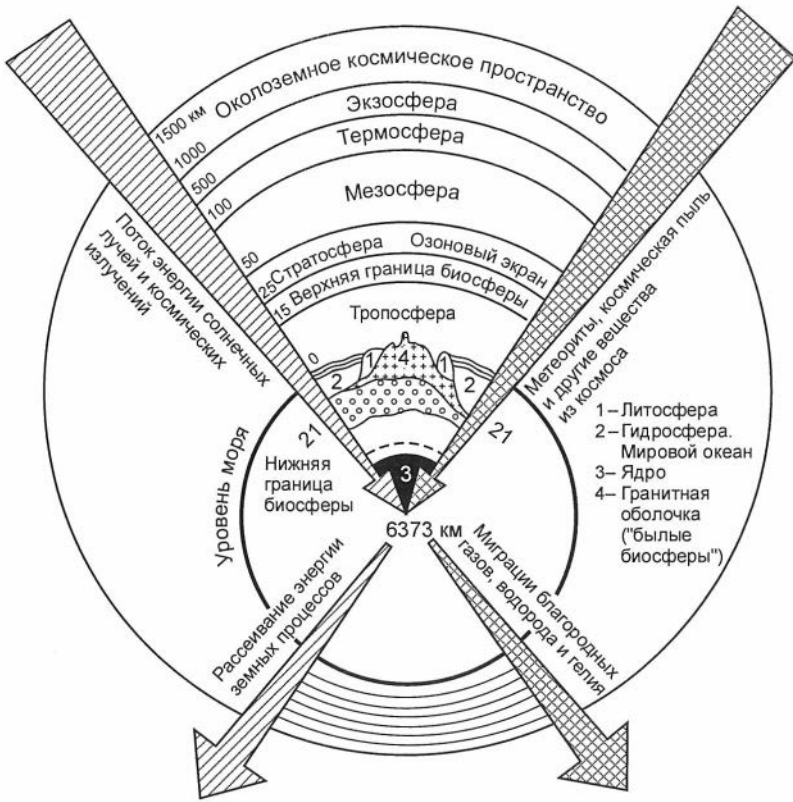 Околоземное космическое пространство
1500 км
Экзосфера
1000
Термосфера
500
Мезосфера
100
50
Стратосфера
Озоновый экран
25
15
Верхняя граница биосферы
Тропосфера
0
Поток энергии солнечных
лучей и космических
излучений
Метеориты, космическая пыль
и другие вещества
из космоса
1
4
1
2
2
21
21
3
Уровень моря
Нижняя
граница
биосферы
6373 км
1– Литосфера
2– Гидросфера.
Мировой океан
3– Ядро
4– Гранитная
оболочка
("былые
биосферы")
Рассеивание энергии
земных процессов
Миграции благородных
газов, водорода и гелия